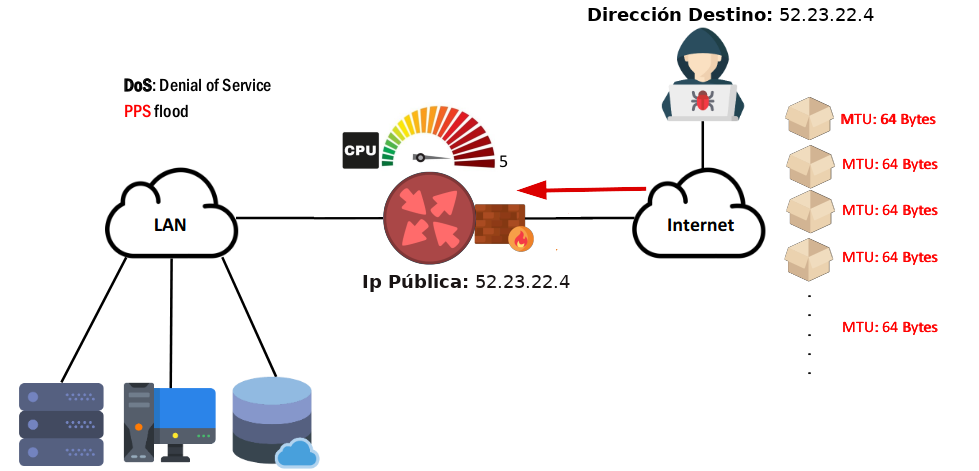 Dirección Destino: 52.23.22.4
DoS: Denial of Service
PPS flood
CPU
5
MTU: 64 Bytes
MTU: 64 Bytes
MTU: 64 Bytes
MTU: 64 Bytes
MTU: 64 Bytes
LAN
Internet
Ip Pública: 52.23.22.4